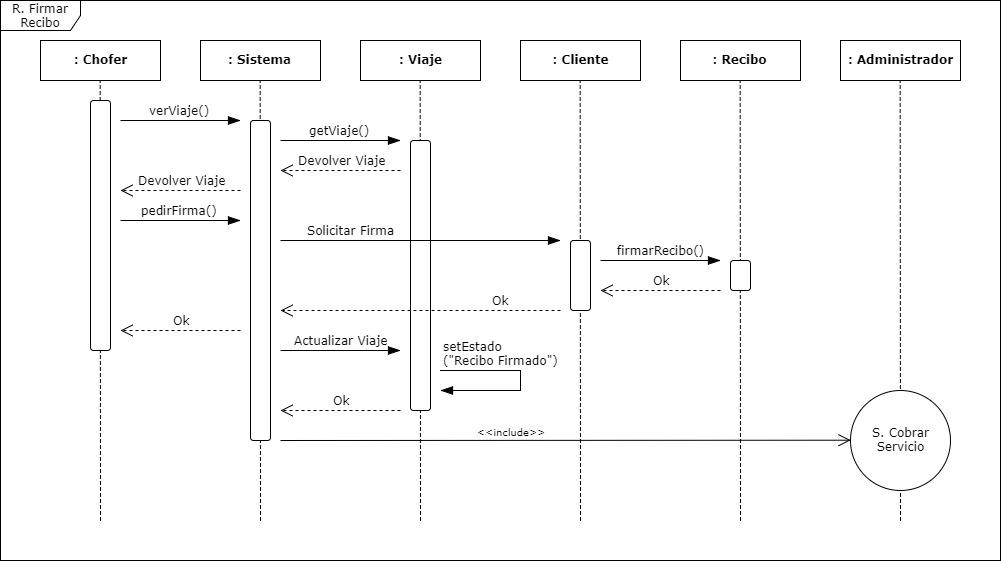 R. Firmar
Recibo
: Chofer
: Sistema
: Viaje
: Cliente
: Recibo
: Administrador
verViaje()
getViaje()
Devolver Viaje
Devolver Viaje
pedirFirma()
Solicitar Firma
firmarRecibo()
Ok
Ok
Ok
Actualizar Viaje
setEstado
("Recibo Firmado")
Ok
<<include>>
S. Cobrar
Servicio